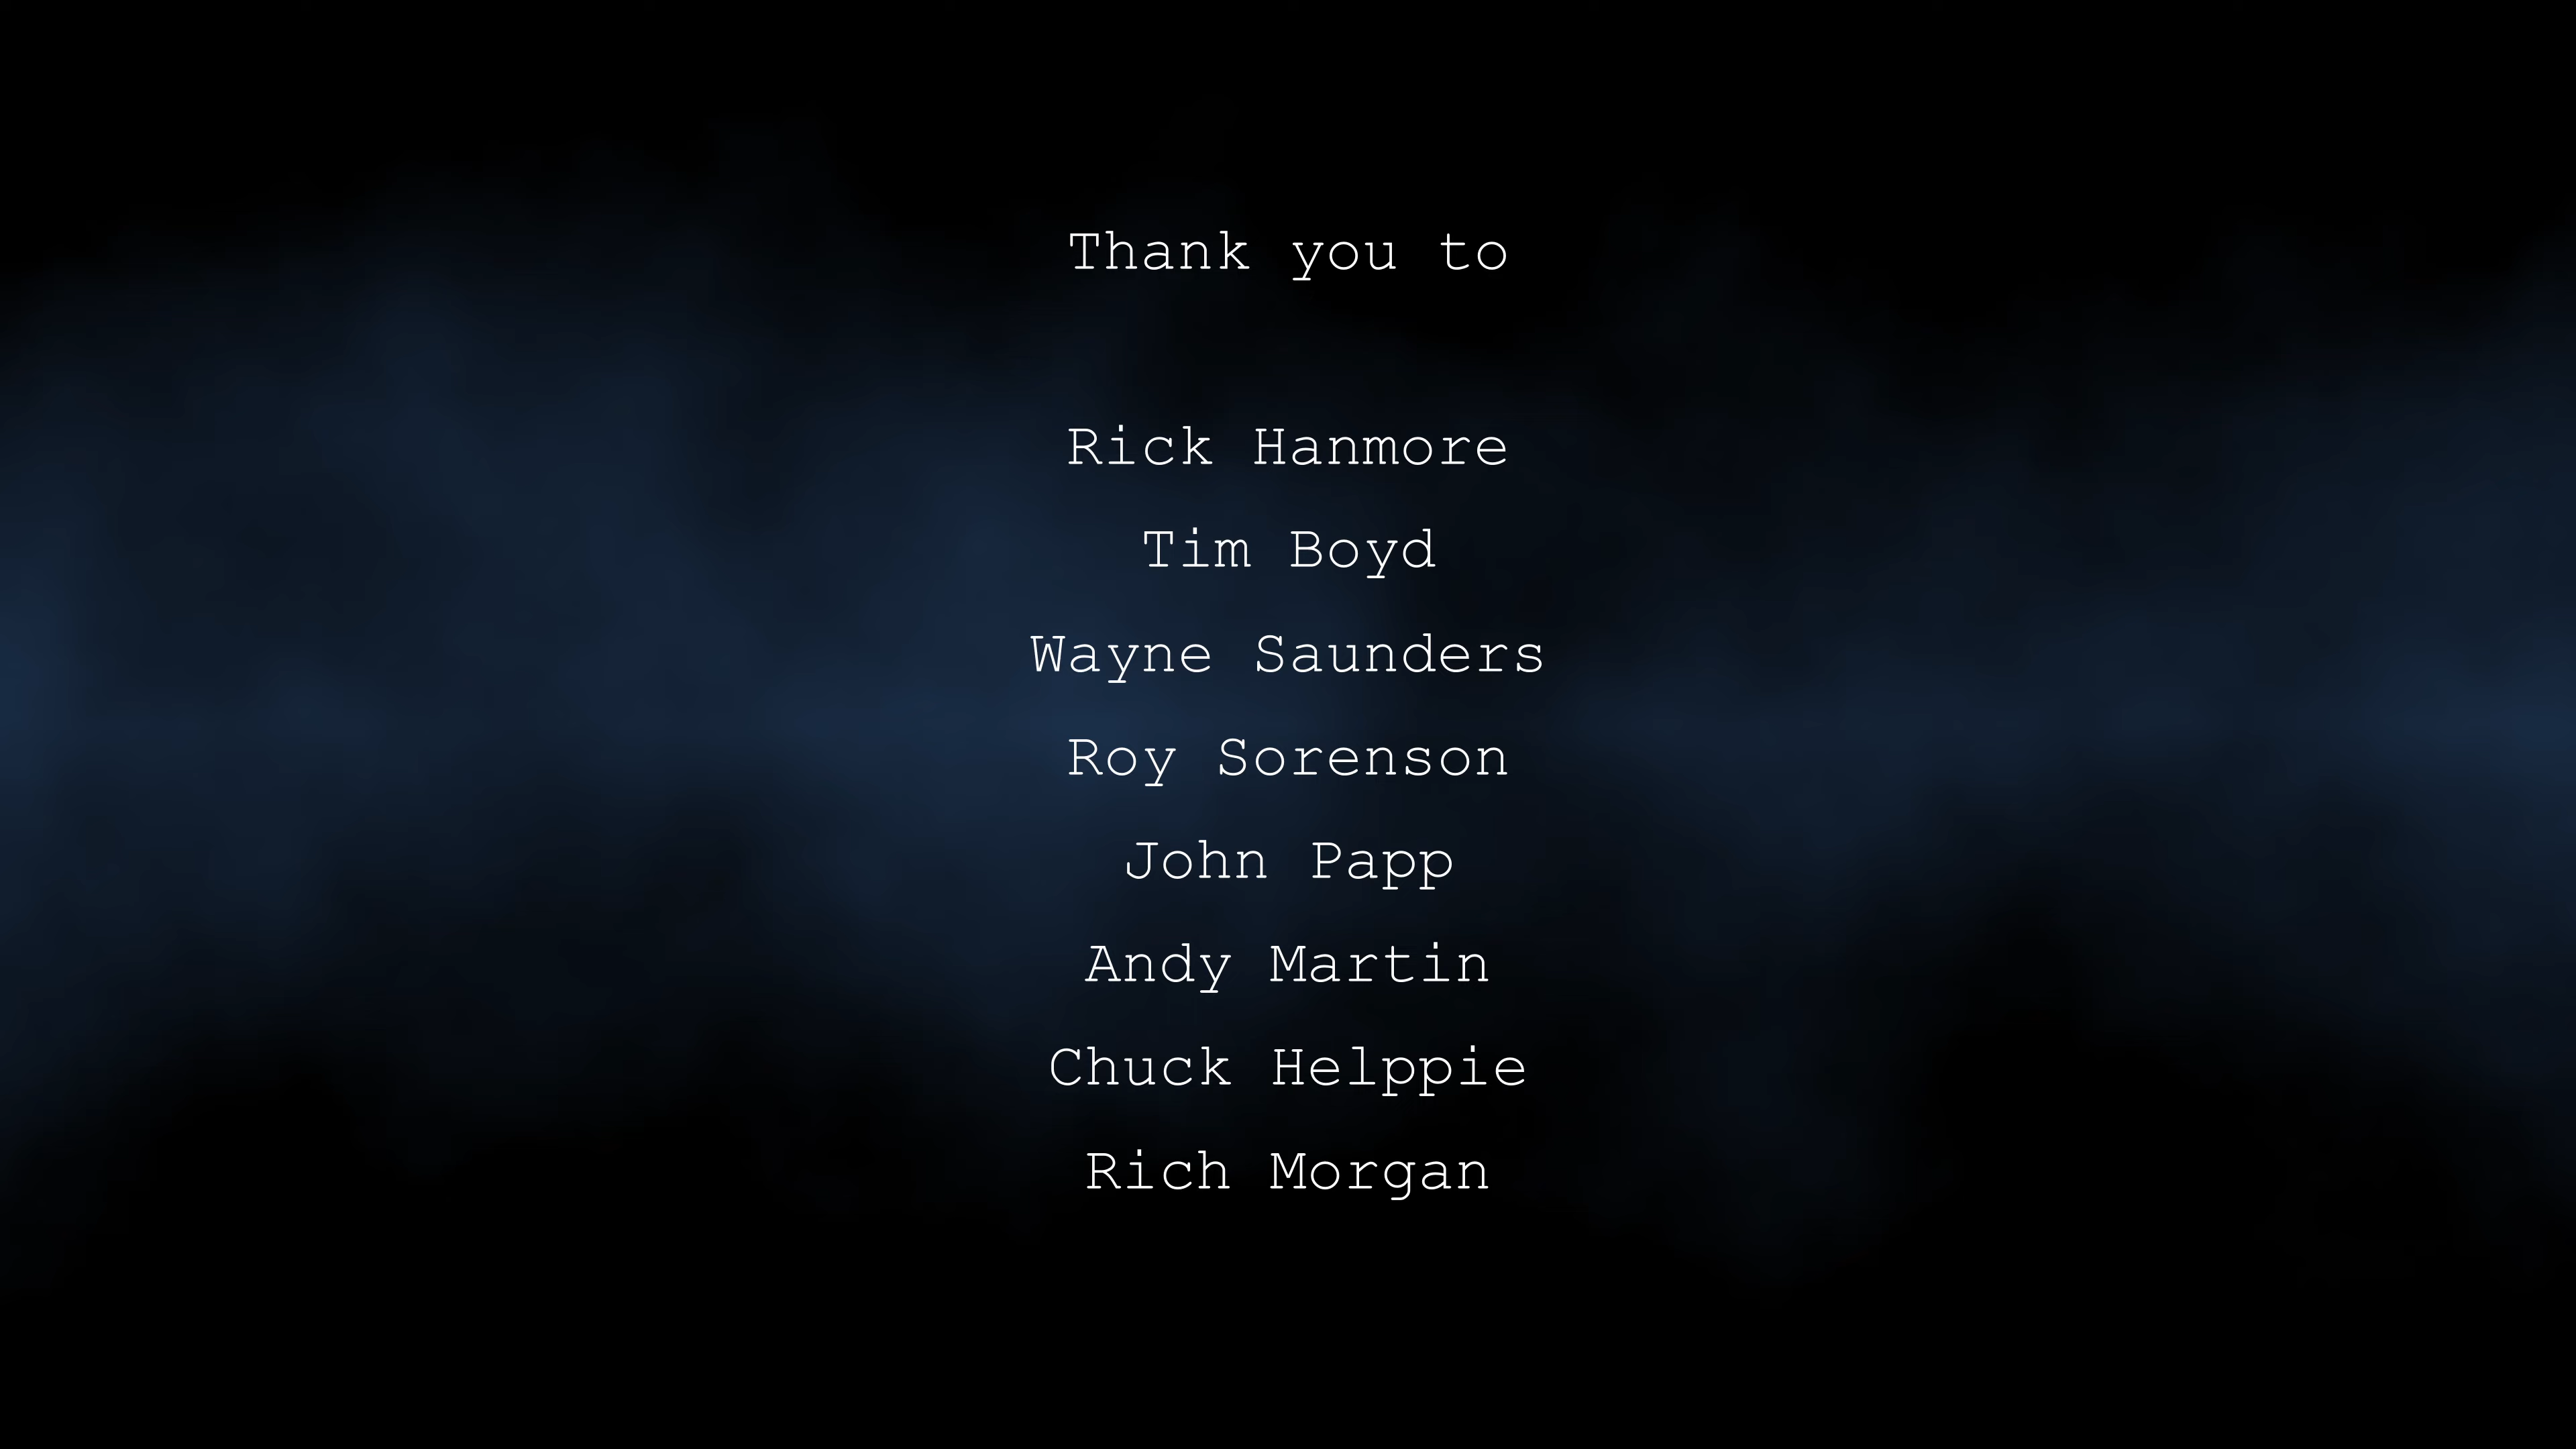 Thank you to
Rick Hanmore
Tim Boyd
Wayne Saunders
Roy Sorenson
John Papp
Andy Martin
Chuck Helppie
Rich Morgan